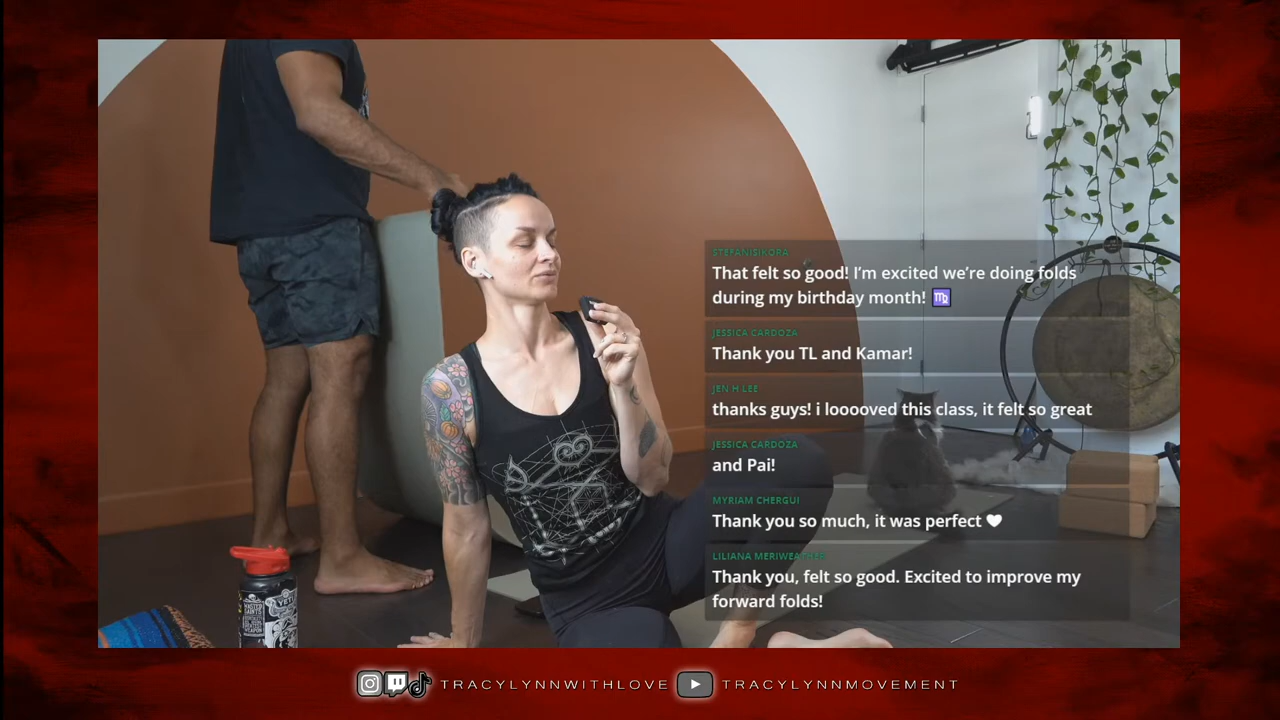 STEFANISIKORA
That felt so good! I'm excited we're doing folds
during my birthday month! ♍
JESSICA CARDOZA
Thank you TL and Kamar!
JEN H LEE
thanks guys! i looooved this class, it felt so great
JESSICA CARDOZA
and Pai!
MYRIAM CHERGUI
Thank you so much, it was perfect 🤍
LILIANA MERIWEATHER
Thank you, felt so good. Excited to improve my
forward folds!
YETI
TRACYLYNNWITHLOVE TRACYLYNNMOVEMENT